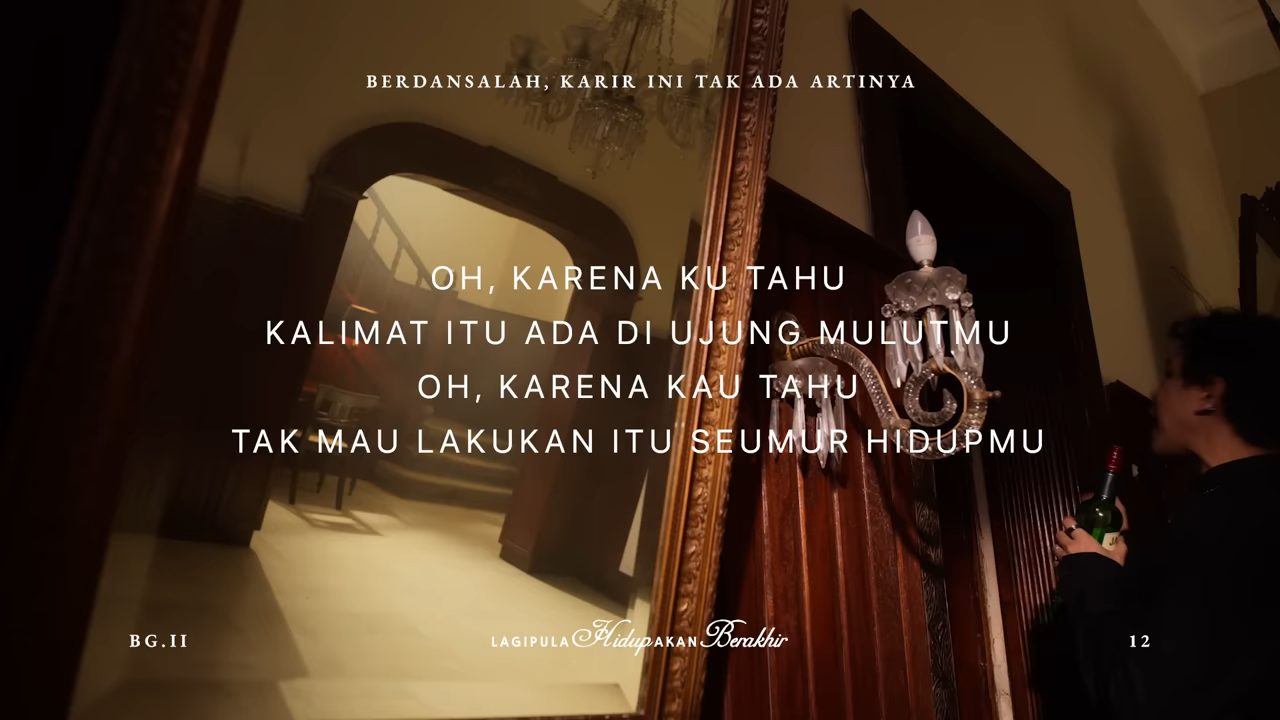 BERDANSALAH, KARIR INI TAK ADA ARTINYA
OH, KARENA KU TAHU
KALIMAT ITU ADA DI UJUNG MULUTMU
OH, KARENA KAU TAHU
TAK MAU LAKUKAN ITU SEUMUR HIDUPMU
BG.II
LAGIPULA Hidup AKAN Berakhir
12